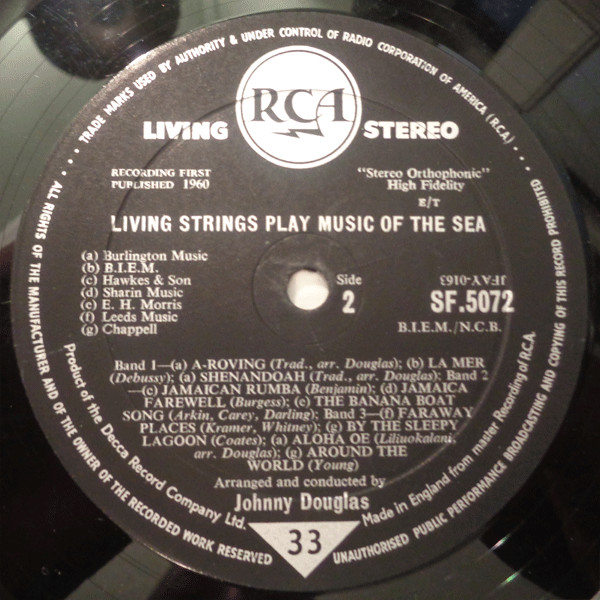 TRADE MARKS USED BY AUTHORITY & UNDER CONTROL OF RADIO CORPORATION OF AMERICA (R.C.A.)
RCA
LIVING STEREO
RECORDING FIRST
PUBLISHED 1960
"Stereo Orthophonic"
High Fidelity
E/T
LIVING STRINGS PLAY MUSIC OF THE SEA
(a) Burlington Music
(b) B.I.E.M.
(c) Hawkes & Son
(d) Sharin Music
(e) E. H. Morris
(f) Leeds Music
(g) Chappell
Side
2
JFAY-0163
SF.5072
B.I.E.M./N.C.B.
Band 1—(a) A-ROVING (Trad., arr. Douglas); (b) LA MER
(Debussy); (a) SHENANDOAH (Trad., arr. Douglas); Band 2
—(c) JAMAICAN RUMBA (Benjamin); (d) JAMAICA
FAREWELL (Burgess); (e) THE BANANA BOAT
SONG (Arkin, Carey, Darling); Band 3—(f) FARAWAY
PLACES (Kramer, Whitney); (g) BY THE SLEEPY
LAGOON (Coates); (a) ALOHA OE (Liliuokalani,
arr. Douglas); (g) AROUND THE
WORLD (Young)
Arranged and conducted by
Johnny Douglas
Product of the Decca Record Company Ltd.
Made in England from master Recording of R.C.A.
33
ALL RIGHTS OF THE MANUFACTURER AND OF THE OWNER OF THE RECORDED WORK RESERVED
UNAUTHORISED PUBLIC PERFORMANCE BROADCASTING AND COPYING OF THIS RECORD PROHIBITED